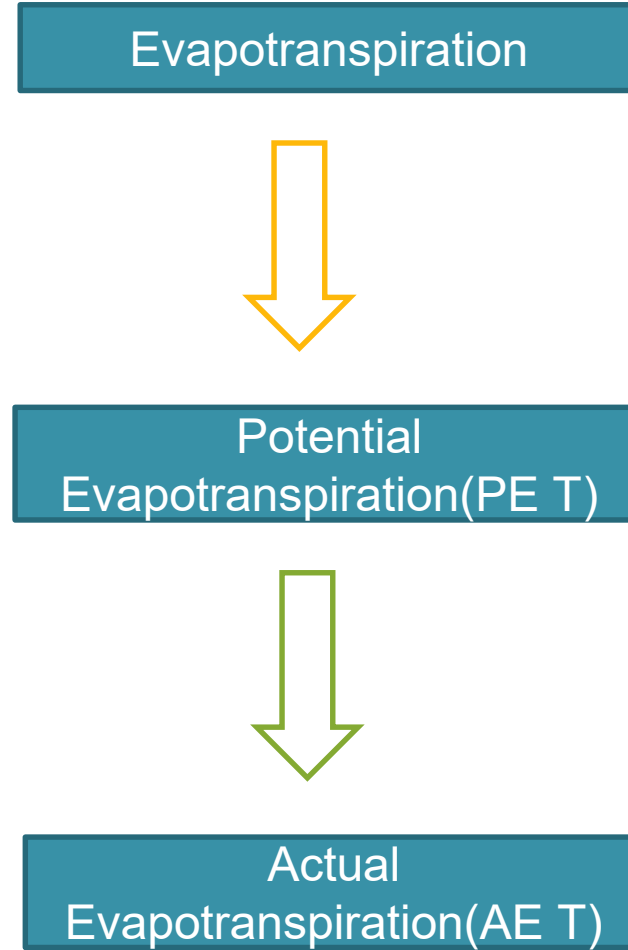 Evapotranspiration
Potential
Evapotranspiration(PE T)
Actual
Evapotranspiration(AE T)